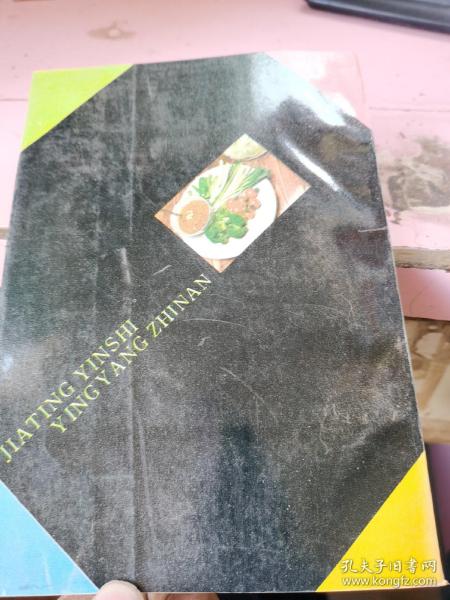 JIATING YINSHI
YINGYANG ZHINAN
孔夫子旧书网
www.kongfz.com